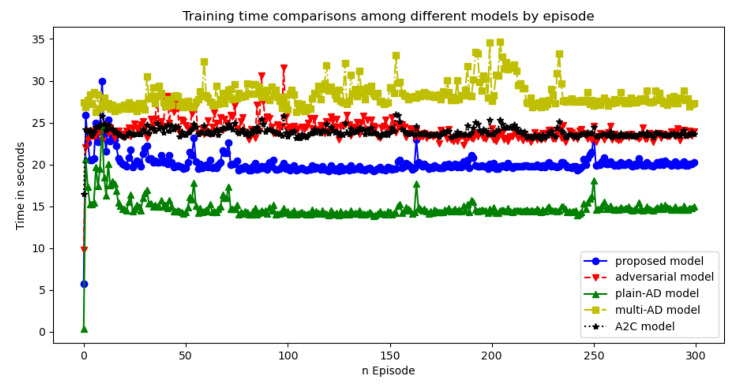 Training time comparisons among different models by episode
35
30
25
20
15
10
5
0
Time in seconds
0 50 100 150 200 250 300
n Episode
proposed model
adversarial model
plain-AD model
multi-AD model
A2C model